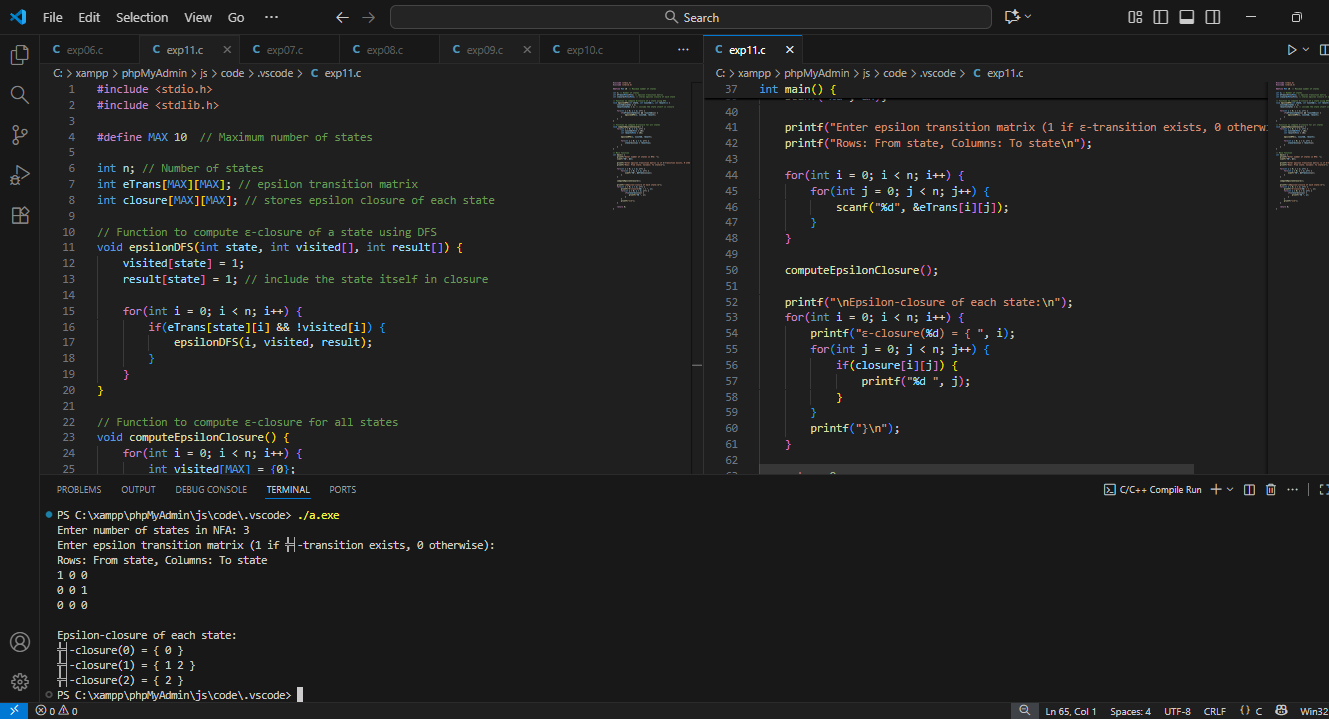 File Edit Selection View Go ··· Search
exp06.c exp11.c exp07.c exp08.c exp09.c exp10.c ···
C: > xampp > phpMyAdmin > js > code > .vscode > C exp11.c
1 #include <stdio.h>
2 #include <stdlib.h>
3
4 #define MAX 10  // Maximum number of states
5
6 int n; // Number of states
7 int eTrans[MAX][MAX]; // epsilon transition matrix
8 int closure[MAX][MAX]; // stores epsilon closure of each state
9
10 // Function to compute ε-closure of a state using DFS
11 void epsilonDFS(int state, int visited[], int result[]) {
12     visited[state] = 1;
13     result[state] = 1; // include the state itself in closure
14
15     for(int i = 0; i < n; i++) {
16         if(eTrans[state][i] && !visited[i]) {
17             epsilonDFS(i, visited, result);
18         }
19     }
20 }
21
22 // Function to compute ε-closure for all states
23 void computeEpsilonClosure() {
24     for(int i = 0; i < n; i++) {
25         int visited[MAX] = {0};
C exp11.c
C: > xampp > phpMyAdmin > js > code > .vscode > C exp11.c
37 int main() {
40
41     printf("Enter epsilon transition matrix (1 if ε-transition exists, 0 otherw
42     printf("Rows: From state, Columns: To state\n");
43
44     for(int i = 0; i < n; i++) {
45         for(int j = 0; j < n; j++) {
46             scanf("%d", &eTrans[i][j]);
47         }
48     }
49
50     computeEpsilonClosure();
51
52     printf("\nEpsilon-closure of each state:\n");
53     for(int i = 0; i < n; i++) {
54         printf("ε-closure(%d) = { ", i);
55         for(int j = 0; j < n; j++) {
56             if(closure[i][j]) {
57                 printf("%d ", j);
58             }
59         }
60         printf("}\n");
61     }
62
PROBLEMS OUTPUT DEBUG CONSOLE TERMINAL PORTS C/C++ Compile Run
PS C:\xampp\phpMyAdmin\js\code\.vscode> ./a.exe
Enter number of states in NFA: 3
Enter epsilon transition matrix (1 if ╬╡-transition exists, 0 otherwise):
Rows: From state, Columns: To state
1 0 0
0 0 1
0 0 0
Epsilon-closure of each state:
╬╡-closure(0) = { 0 }
╬╡-closure(1) = { 1 2 }
╬╡-closure(2) = { 2 }
PS C:\xampp\phpMyAdmin\js\code\.vscode>
0 0 Ln 65, Col 1 Spaces: 4 UTF-8 CRLF {} C Win32